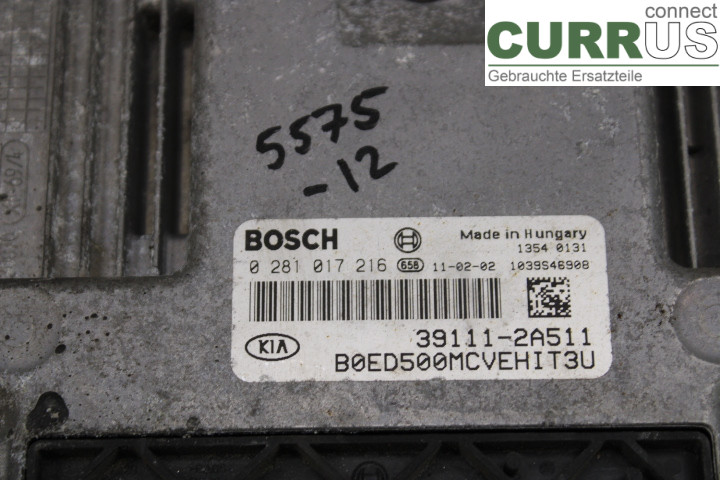 connect
CURRUS
Gebrauchte Ersatzteile
5575
-12
BOSCH
Made in Hungary
1354 0131
0 281 017 216 658 11-02-02 1039S46908
39111-2A511
KIA
B0ED500MCVEHIT3U